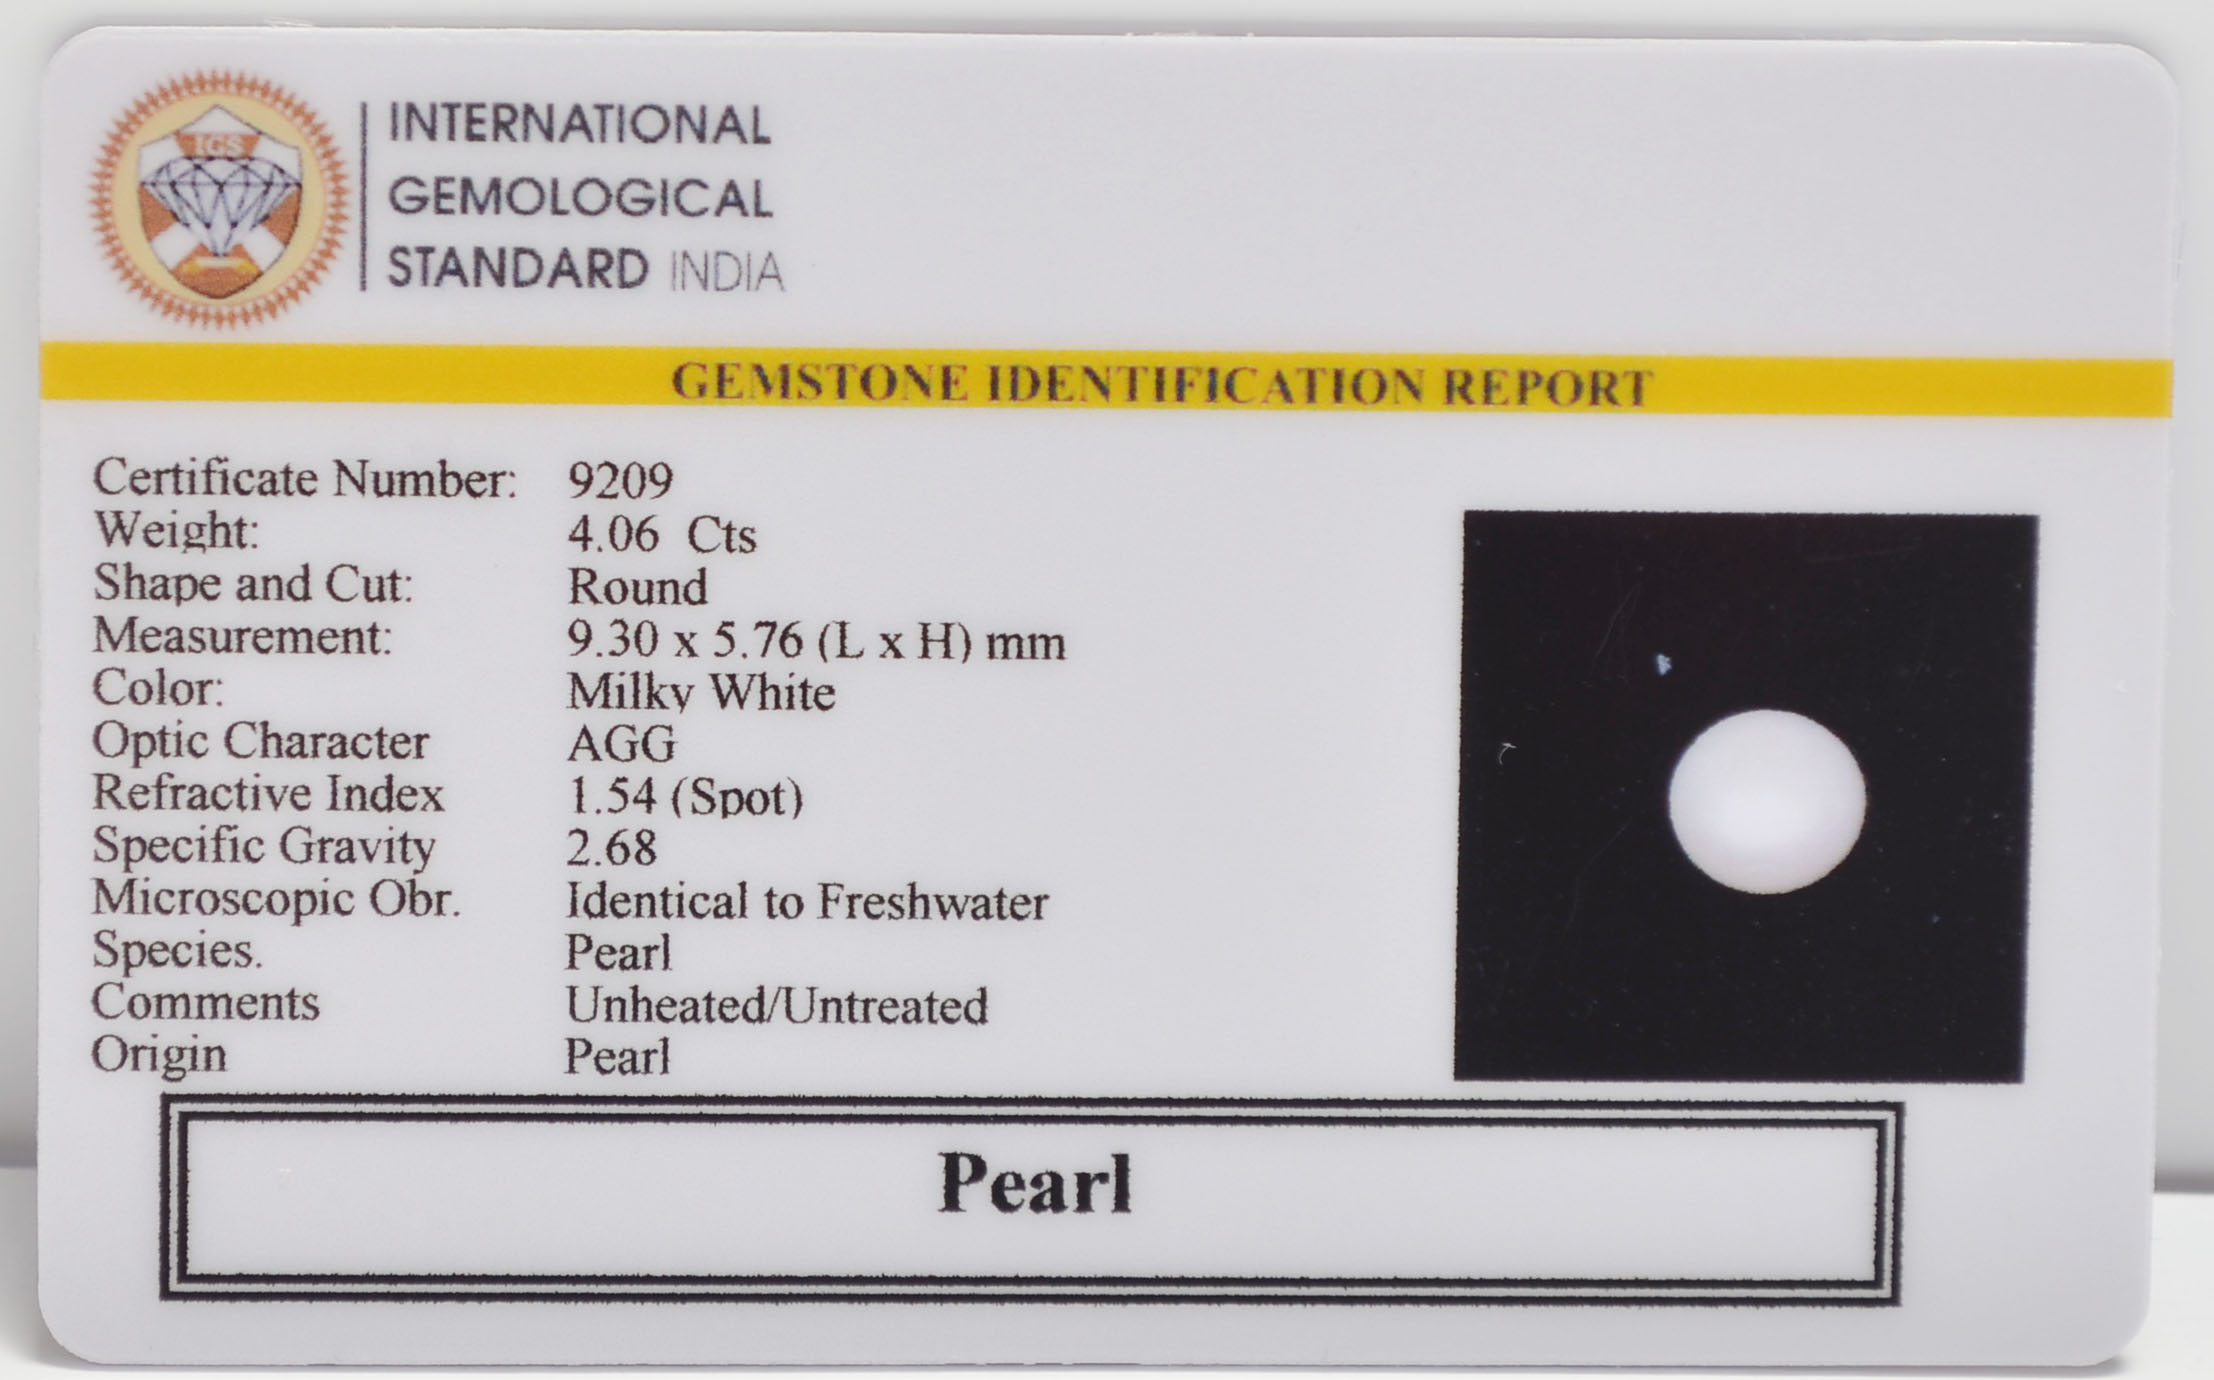 IGS
INTERNATIONAL
GEMOLOGICAL
STANDARD INDIA
GEMSTONE IDENTIFICATION REPORT
Certificate Number: 9209
Weight: 4.06 Cts
Shape and Cut: Round
Measurement: 9.30 x 5.76 (L x H) mm
Color: Milky White
Optic Character AGG
Refractive Index 1.54 (Spot)
Specific Gravity 2.68
Microscopic Obr. Identical to Freshwater
Species. Pearl
Comments Unheated/Untreated
Origin Pearl
Pearl